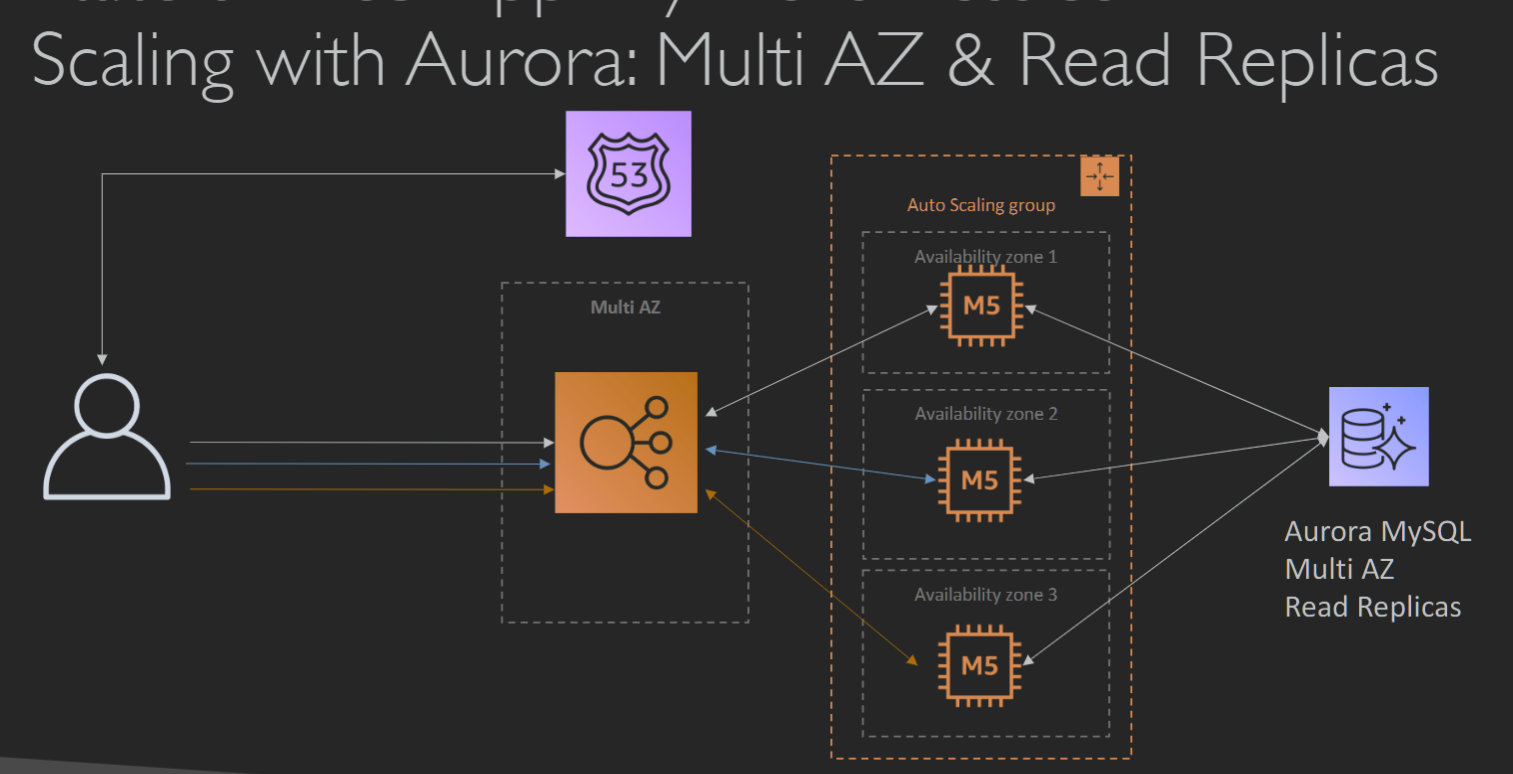 Scaling with Aurora: Multi AZ & Read Replicas
53
Auto Scaling group
Availability zone 1
M5
Multi AZ
Availability zone 2
M5
Availability zone 3
M5
Aurora MySQL
Multi AZ
Read Replicas